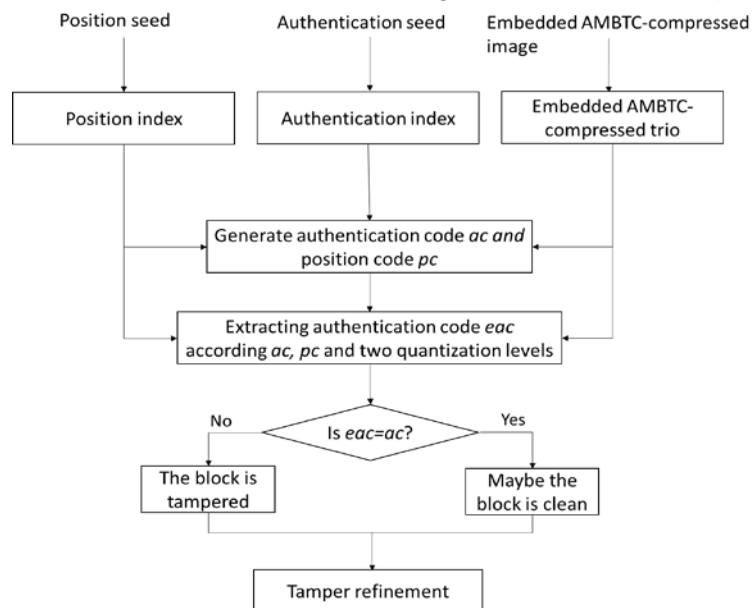 Position seed
Authentication seed
Embedded AMBTC-compressed
image
Position index
Authentication index
Embedded AMBTC-
compressed trio
Generate authentication code ac and
position code pc
Extracting authentication code eac
according ac, pc and two quantization levels
No
Is eac=ac?
Yes
The block is
tampered
Maybe the
block is clean
Tamper refinement